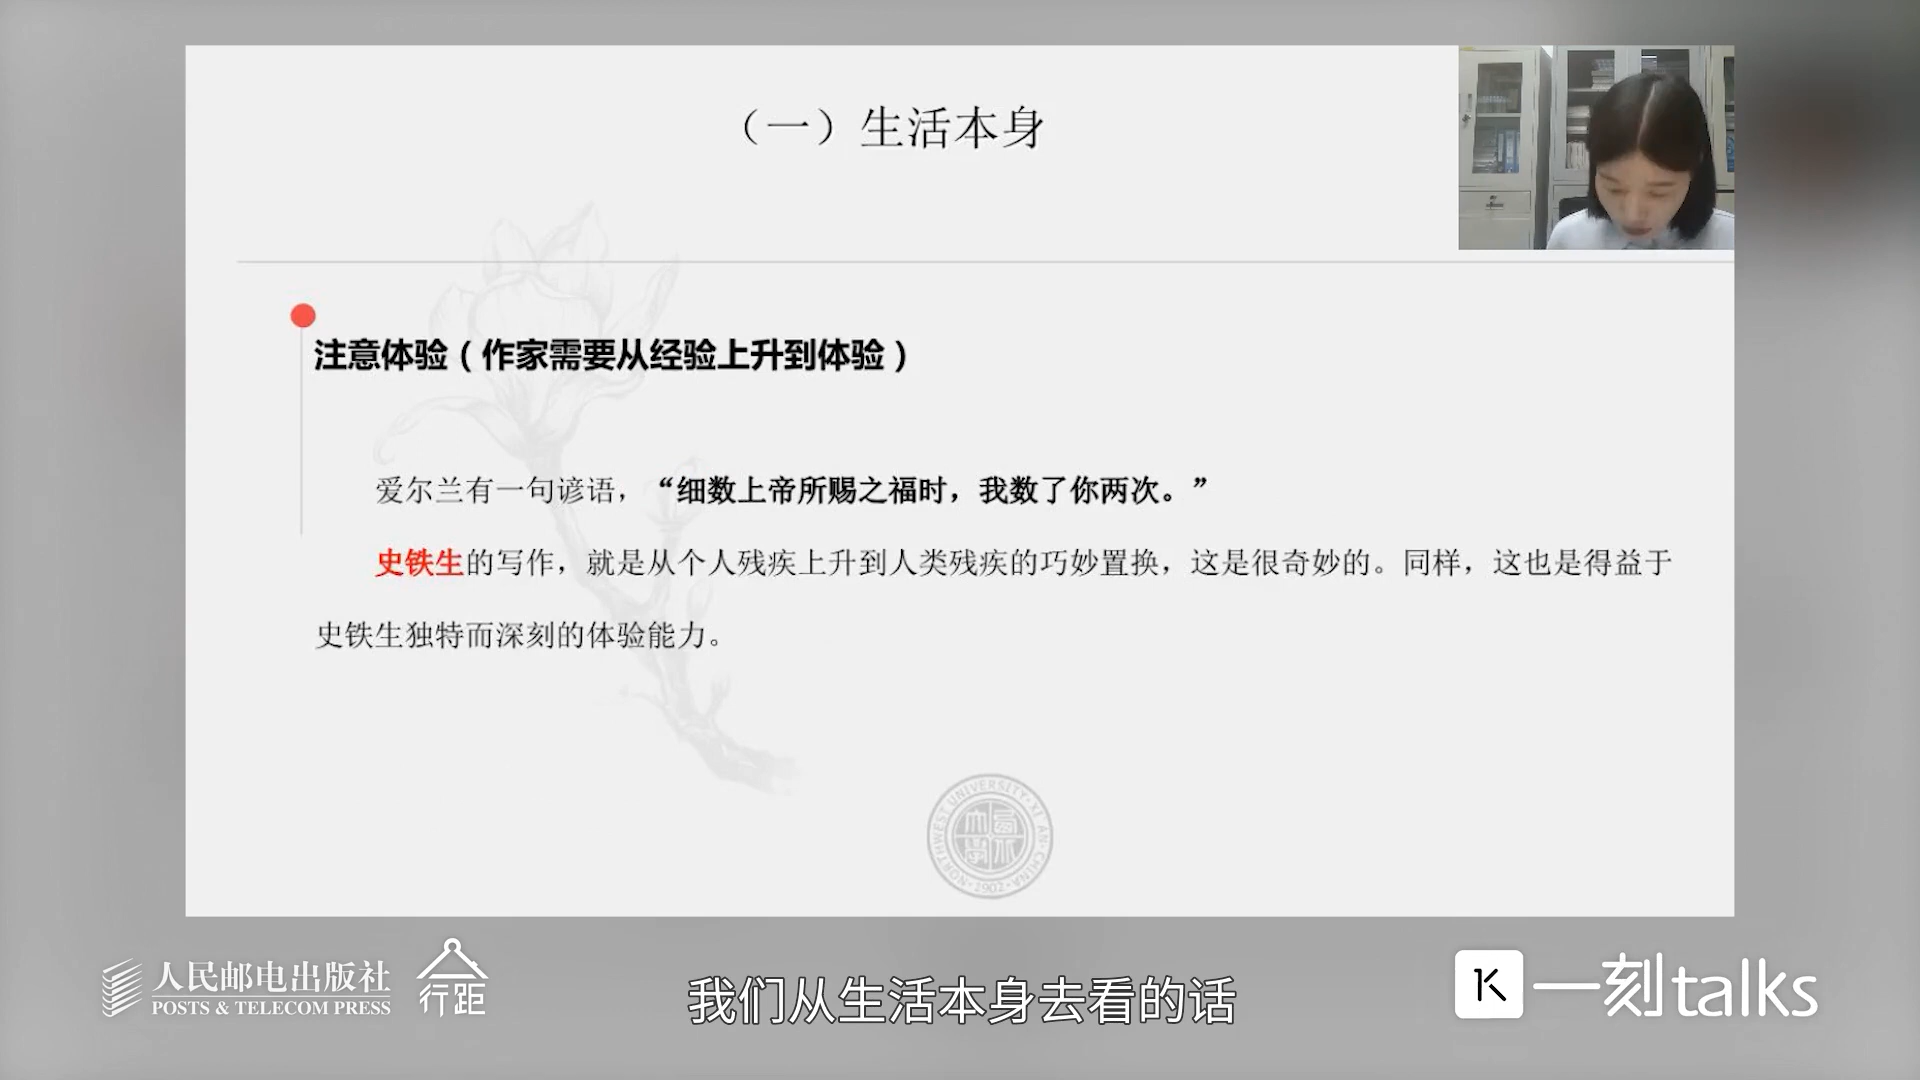 （一）生活本身
注意体验（作家需要从经验上升到体验）
爱尔兰有一句谚语，“细数上帝所赐之福时，我数了你两次。”
史铁生的写作，就是从个人残疾上升到人类残疾的巧妙置换，这是很奇妙的。同样，这也是得益于
史铁生独特而深刻的体验能力。
NORTHWEST UNIVERSITY · XI'AN · CHINA
1902
人民邮电出版社
POSTS & TELECOM PRESS
行距
我们从生活本身去看的话
K
一刻talks